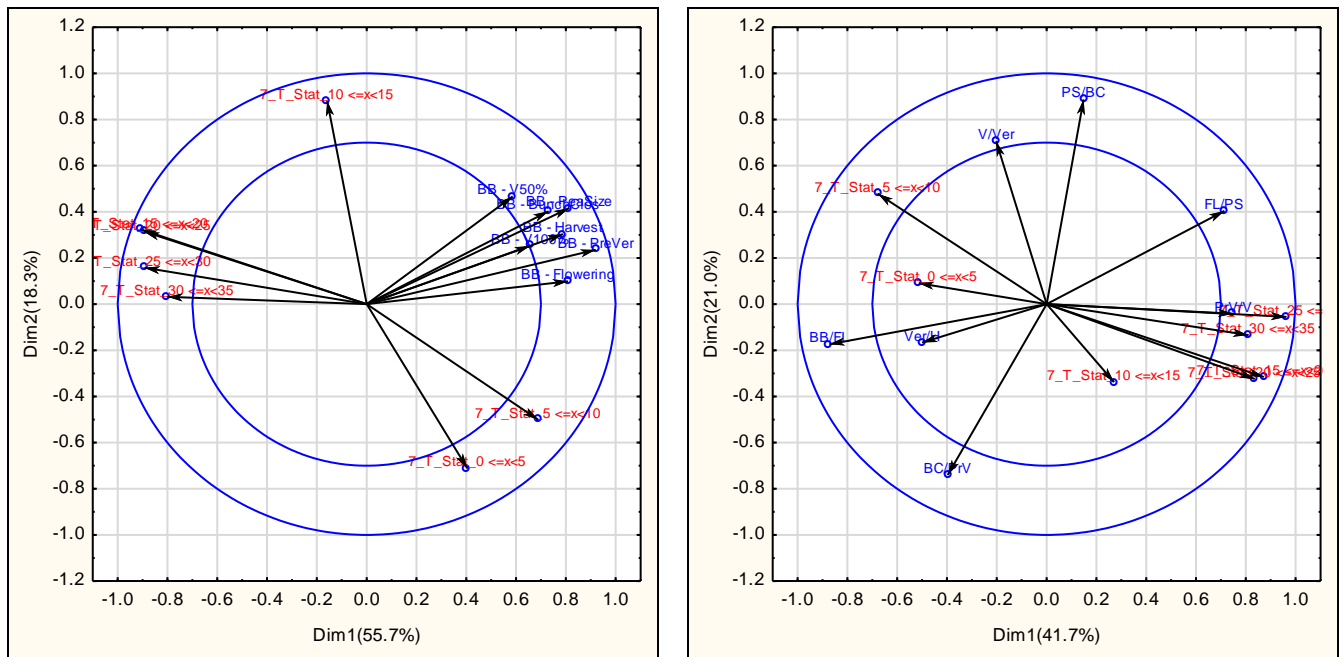 1.2
1.0
0.8
0.6
0.4
0.2
0.0
-0.2
-0.4
-0.6
-0.8
-1.0
-1.2
Dim2(18.3%)
7_T_Stat_10 <=x<15
BB - V50%
BB - Harvest
BB - PreVer
BB - Flowering
T_Stat_25 <=x<30
7_T_Stat_30 <=x<35
7_T_Stat_5 <=x<10
7_T_Stat_0 <=x<5
-1.0 -0.8 -0.6 -0.4 -0.2 0.0 0.2 0.4 0.6 0.8 1.0
Dim1(55.7%)
1.2
1.0
0.8
0.6
0.4
0.2
0.0
-0.2
-0.4
-0.6
-0.8
-1.0
-1.2
Dim2(21.0%)
PS/BC
V/Ver
7_T_Stat_5 <=x<10
FL/PS
7_T_Stat_0 <=x<5
Stat_25 <=
7_T_Stat_30 <=x<35
BB/Fl
Ver/H
7_T_Stat_10 <=x<15
BC/PrV
-1.0 -0.8 -0.6 -0.4 -0.2 0.0 0.2 0.4 0.6 0.8 1.0
Dim1(41.7%)